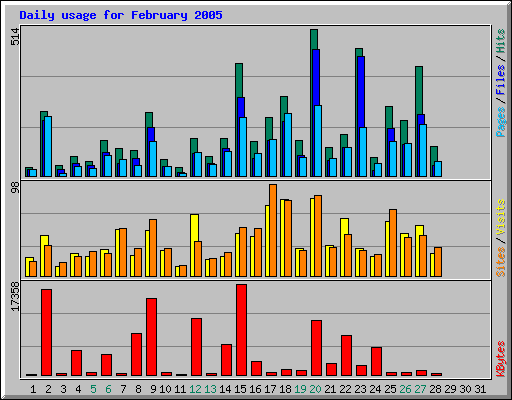 Daily usage for February 2005
514
98
17358
Pages/Files/Hits
Sites/Visits
KBytes
1 2 3 4 5 6 7 8 9 10 11 12 13 14 15 16 17 18 19 20 21 22 23 24 25 26 27 28 29 30 31